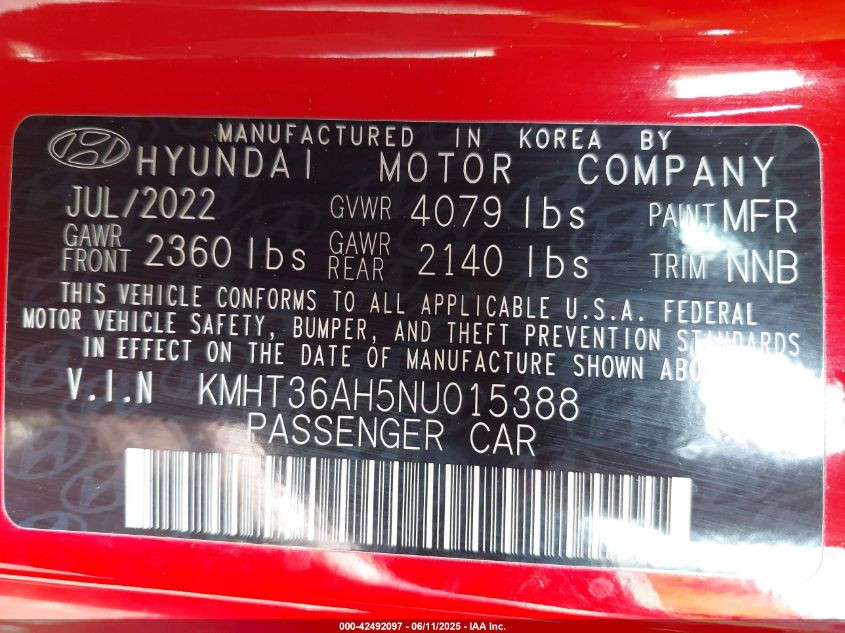 MANUFACTURED IN KOREA BY
HYUNDAI MOTOR COMPANY
JUL/2022 GVWR 4079 lbs PAINT MFR
GAWR FRONT 2360 lbs GAWR REAR 2140 lbs TRIM NNB
THIS VEHICLE CONFORMS TO ALL APPLICABLE U.S.A. FEDERAL
MOTOR VEHICLE SAFETY, BUMPER, AND THEFT PREVENTION STANDARDS
IN EFFECT ON THE DATE OF MANUFACTURE SHOWN
V.I.N KMHT36AH5NU015388
PASSENGER CAR
000-42492097 - 06/11/2025 - IAA Inc.